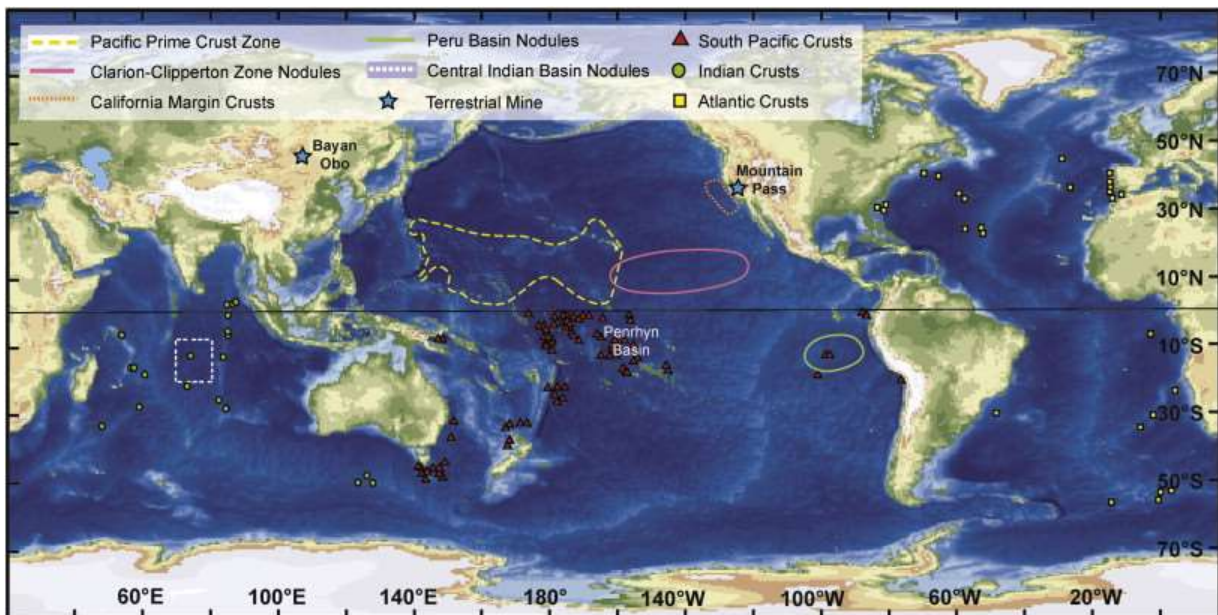 Pacific Prime Crust Zone
Peru Basin Nodules
South Pacific Crusts
Clarion-Clipperton Zone Nodules
Central Indian Basin Nodules
Indian Crusts
California Margin Crusts
Terrestrial Mine
Atlantic Crusts
70°N
50°N
Bayan
Obo
Mountain
Pass
30°N
10°N
Penrhyn
Basin
10°S
30°S
50°S
70°S
60°E
100°E
140°E
180°
140°W
100°W
60°W
20°W